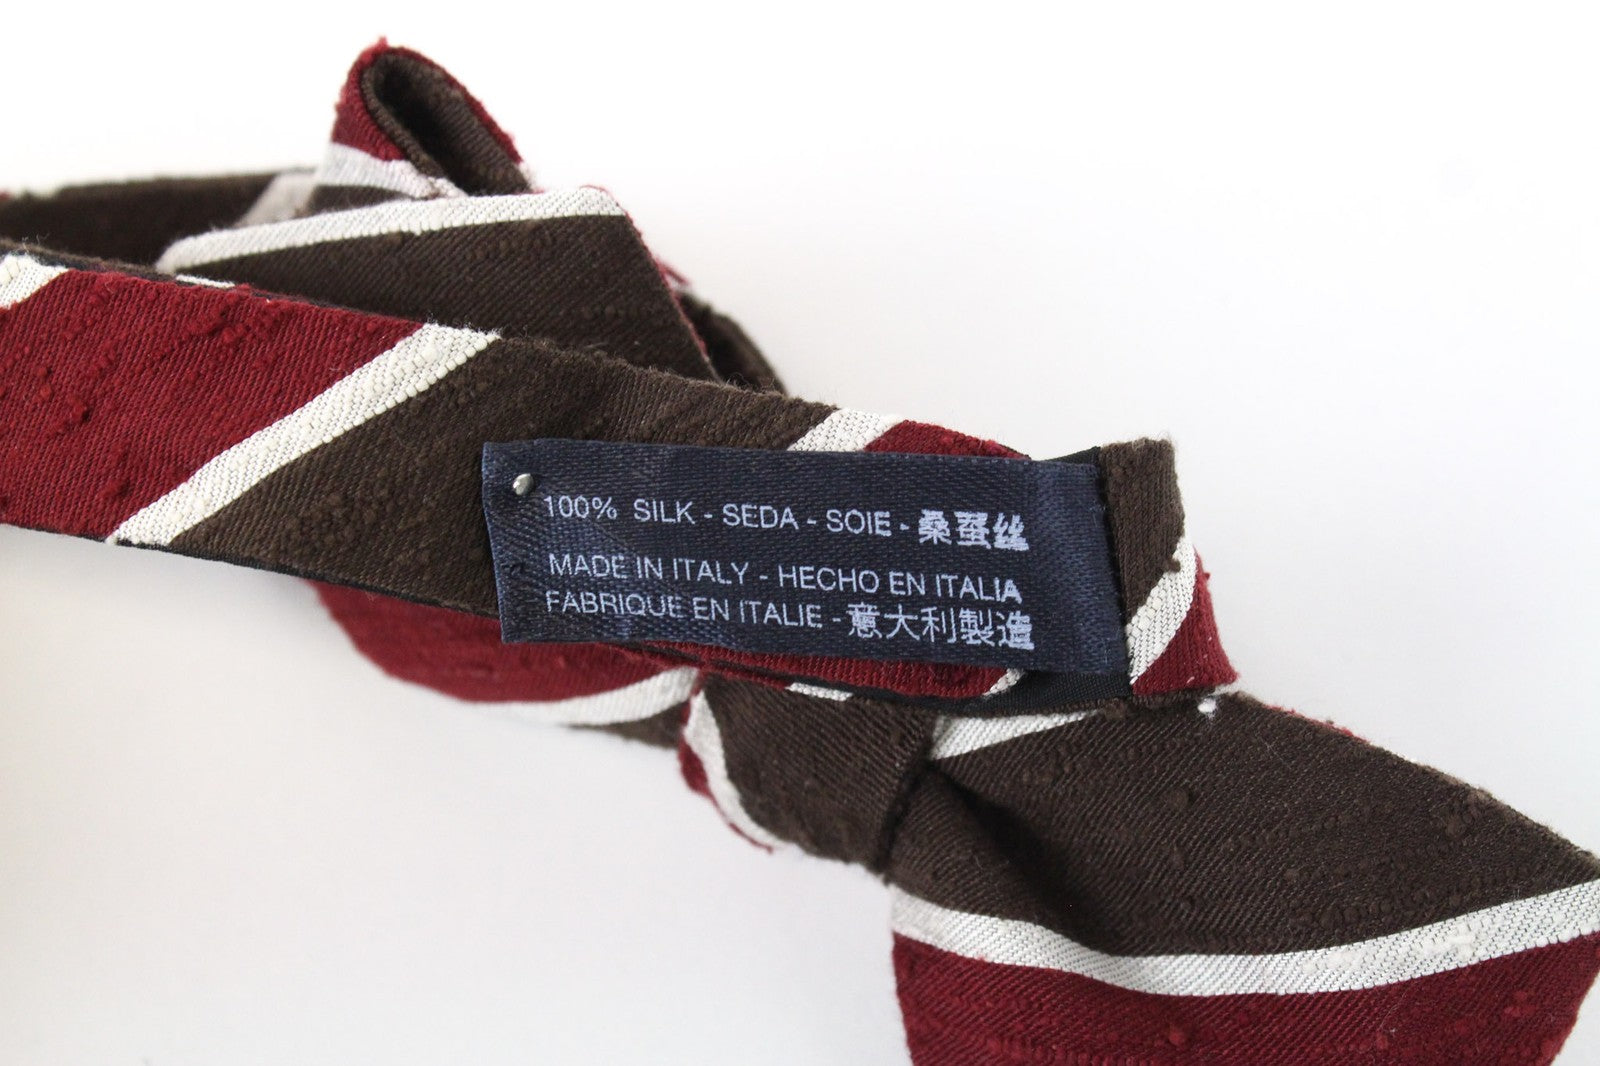 100% SILK - SEDA - SOIE - 桑蚕丝
MADE IN ITALY - HECHO EN ITALIA
FABRIQUE EN ITALIE - 意大利製造